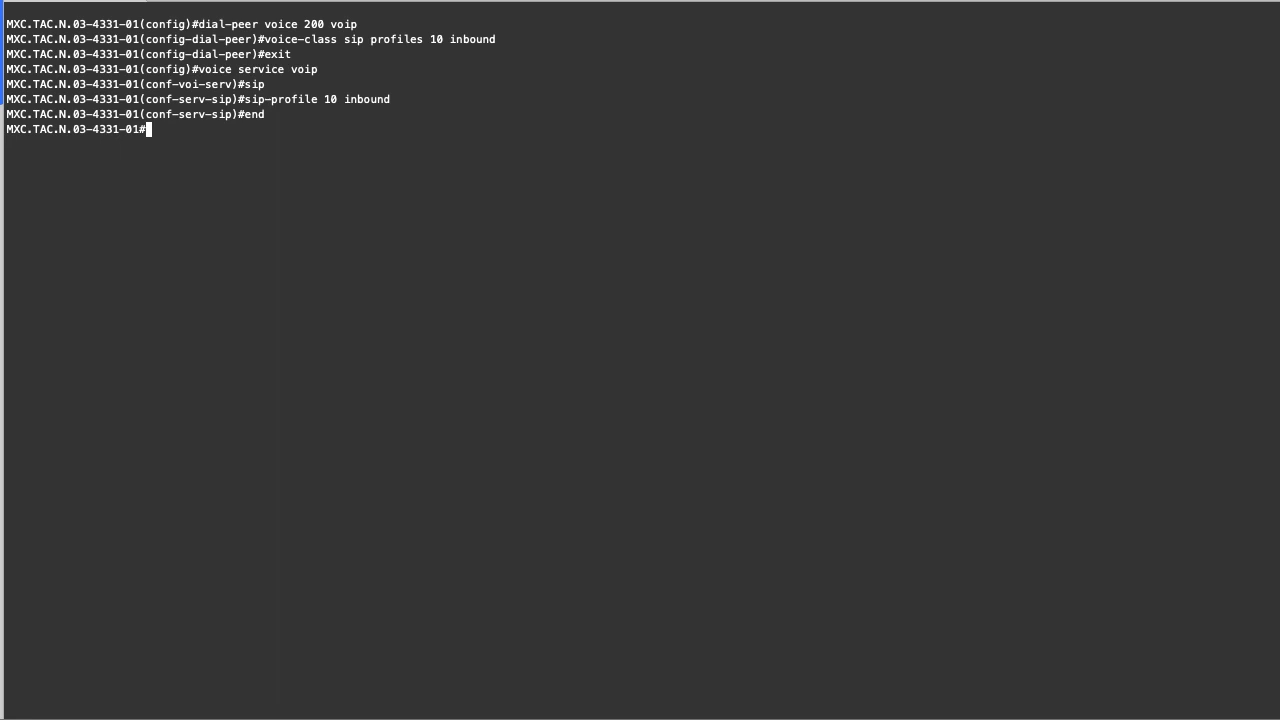 MXC.TAC.N.03-4331-01(config)#dial-peer voice 200 voip
MXC.TAC.N.03-4331-01(config-dial-peer)#voice-class sip profiles 10 inbound
MXC.TAC.N.03-4331-01(config-dial-peer)#exit
MXC.TAC.N.03-4331-01(config)#voice service voip
MXC.TAC.N.03-4331-01(conf-voi-serv)#sip
MXC.TAC.N.03-4331-01(conf-serv-sip)#sip-profile 10 inbound
MXC.TAC.N.03-4331-01(conf-serv-sip)#end
MXC.TAC.N.03-4331-01#